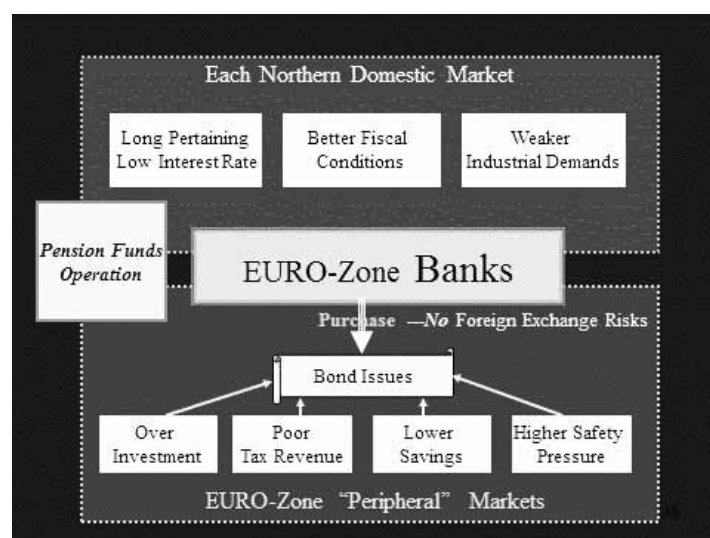 Each Northern Domestic Market
Long Pertaining
Low Interest Rate
Better Fiscal
Conditions
Weaker
Industrial Demands
Pension Funds
Operation
EURO-Zone Banks
Purchase —No Foreign Exchange Risks
Bond Issues
Over
Investment
Poor
Tax Revenue
Lower
Savings
Higher Safety
Pressure
EURO-Zone “Peripheral” Markets